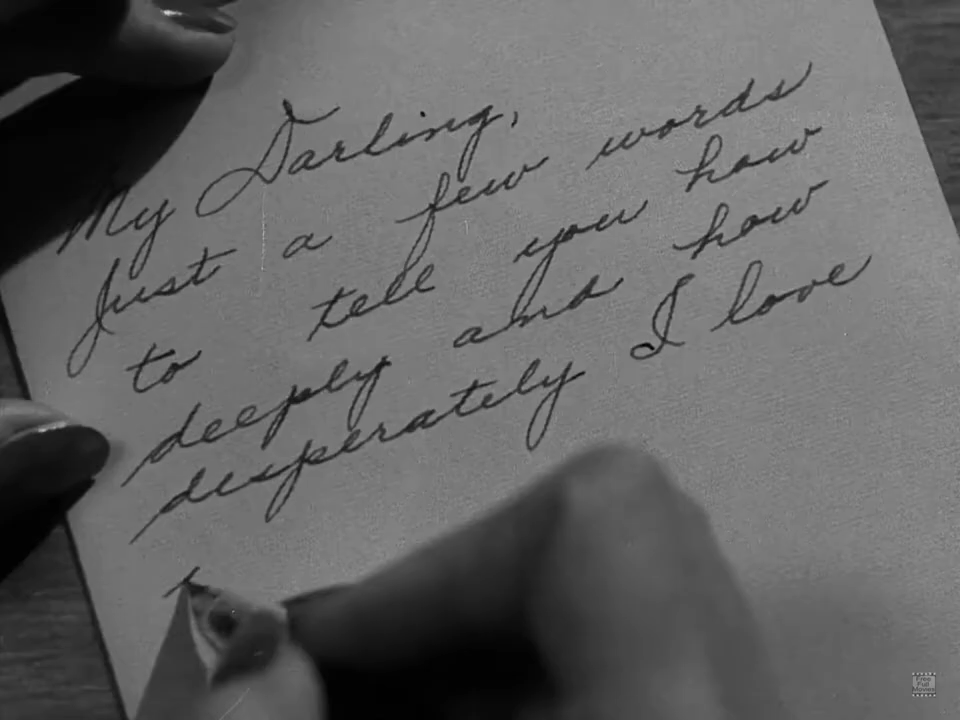 My Darling,
Just a few words
to tell you how
deeply and how
desperately I love